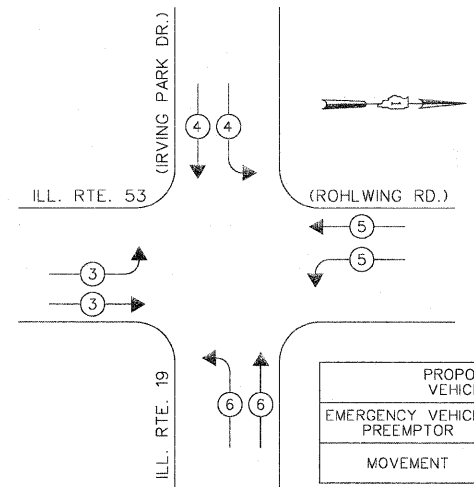 (IRVING PARK DR.)
4 4
ILL. RTE. 53
(ROHLWING RD.)
5
5
3
3
ILL. RTE. 19
6 6
PROPO
VEHIC
EMERGENCY VEHIC
PREEMPTOR
MOVEMENT